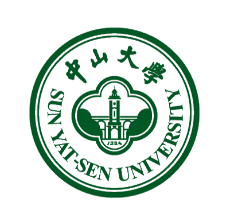 中山大學
1924
SUN YAT-SEN UNIVERSITY